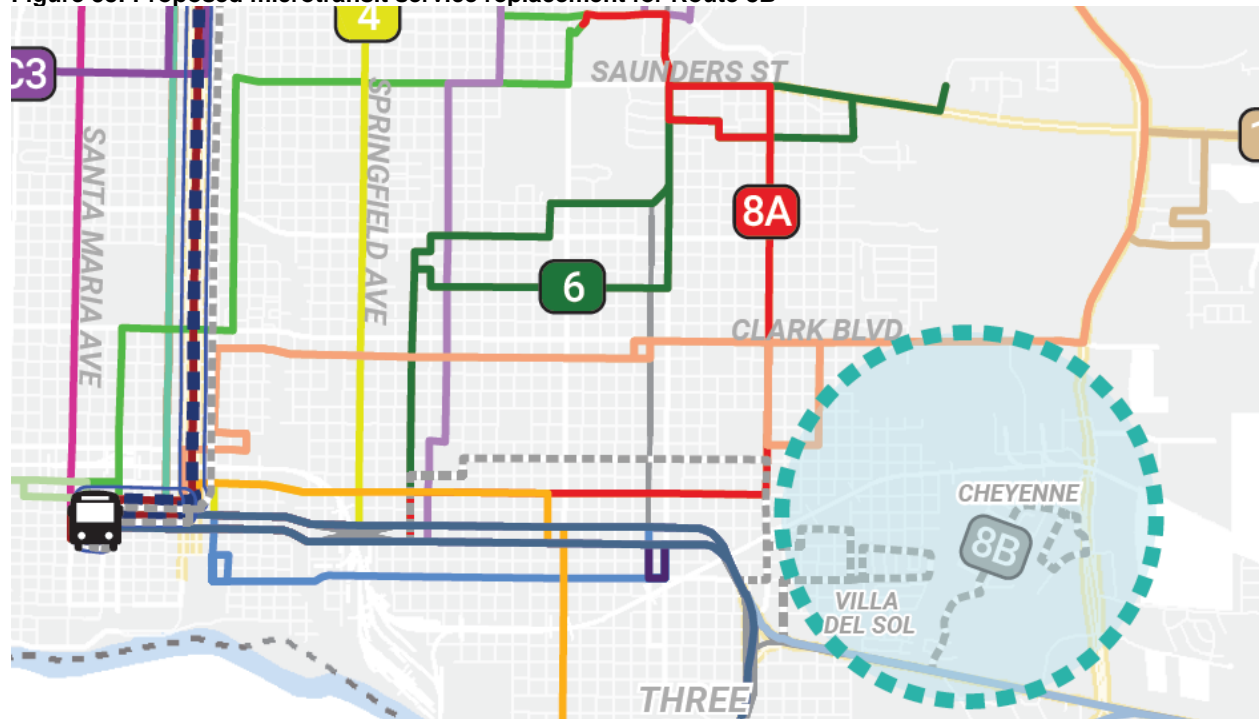 4
C3
SAUNDERS ST
SPRINGFIELD AVE
SANTA MARIA AVE
8A
6
CLARK BLVD
CHEYENNE
8B
VILLA
DEL SOL
THREE